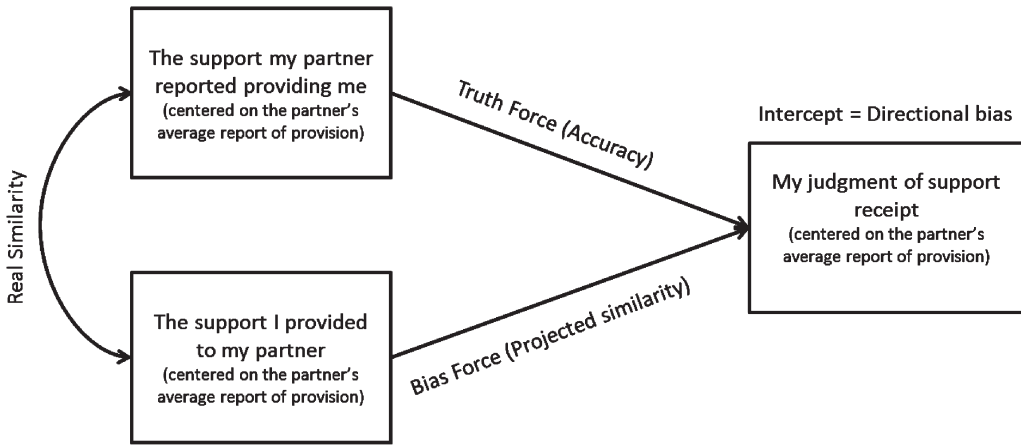 The support my partner
reported providing me
(centered on the partner's
average report of provision)
Truth Force (Accuracy)
Intercept = Directional bias
My judgment of support
receipt
(centered on the partner's
average report of provision)
Real Similarity
The support I provided
to my partner
(centered on the partner's
average report of provision)
Bias Force (Projected similarity)